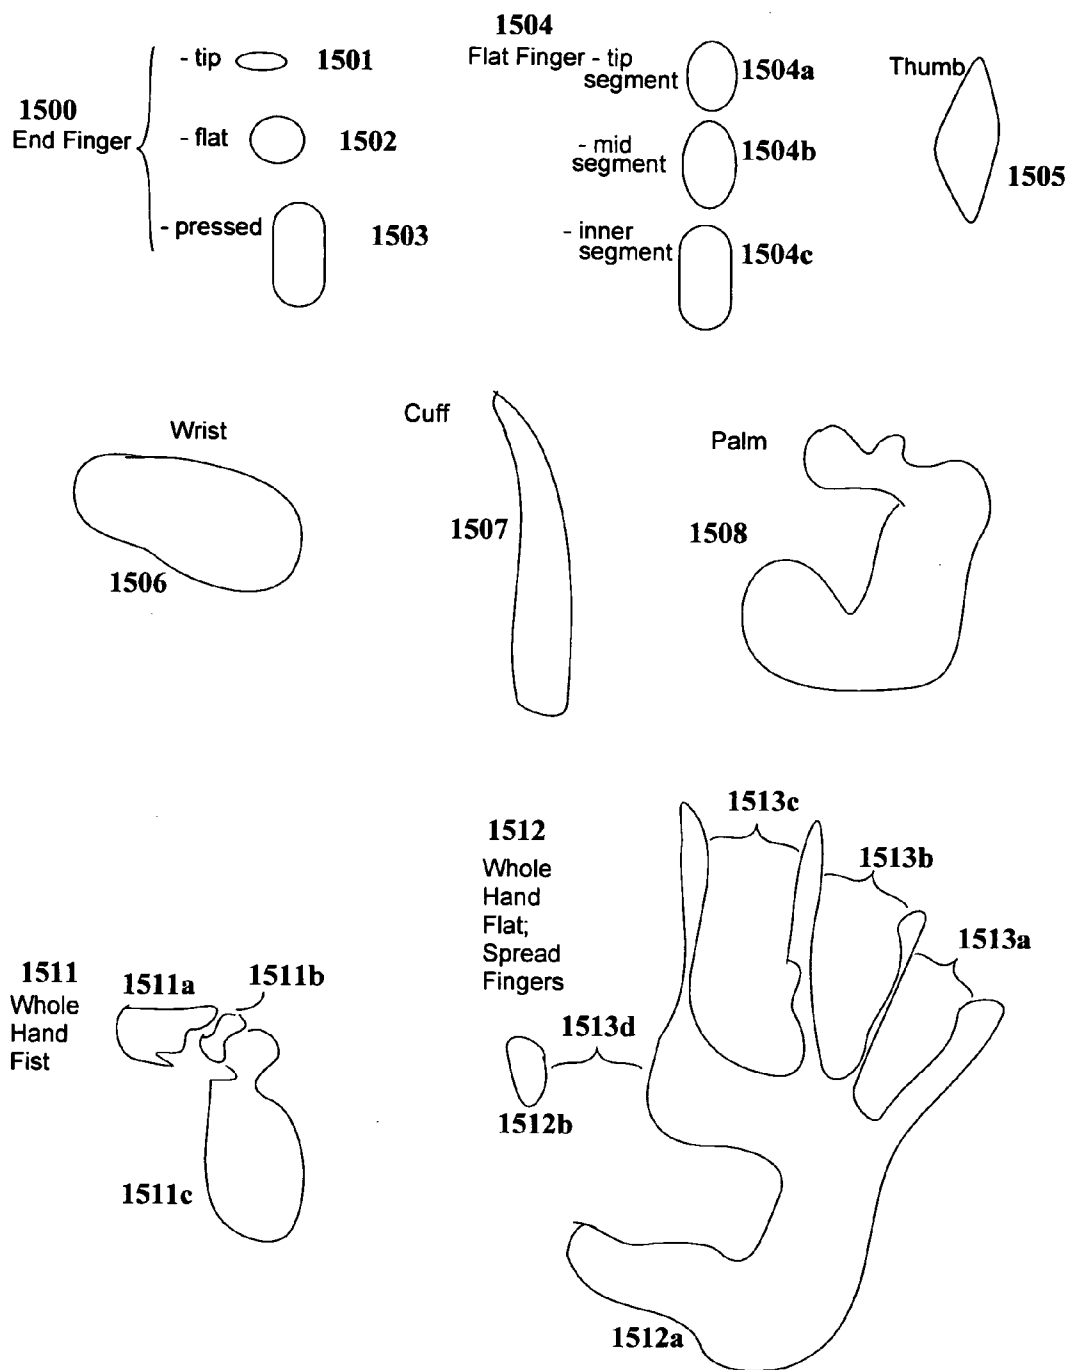 1500
End Finger
- tip 1501
- flat 1502
- pressed 1503
1504
Flat Finger - tip
segment 1504a
- mid
segment 1504b
- inner
segment 1504c
Thumb
1505
Wrist
1506
Cuff
1507
Palm
1508
1511
Whole
Hand
Fist
1511a
1511b
1511c
1512
Whole
Hand
Flat;
Spread
Fingers
1513c
1513b
1513a
1513d
1512b
1512a